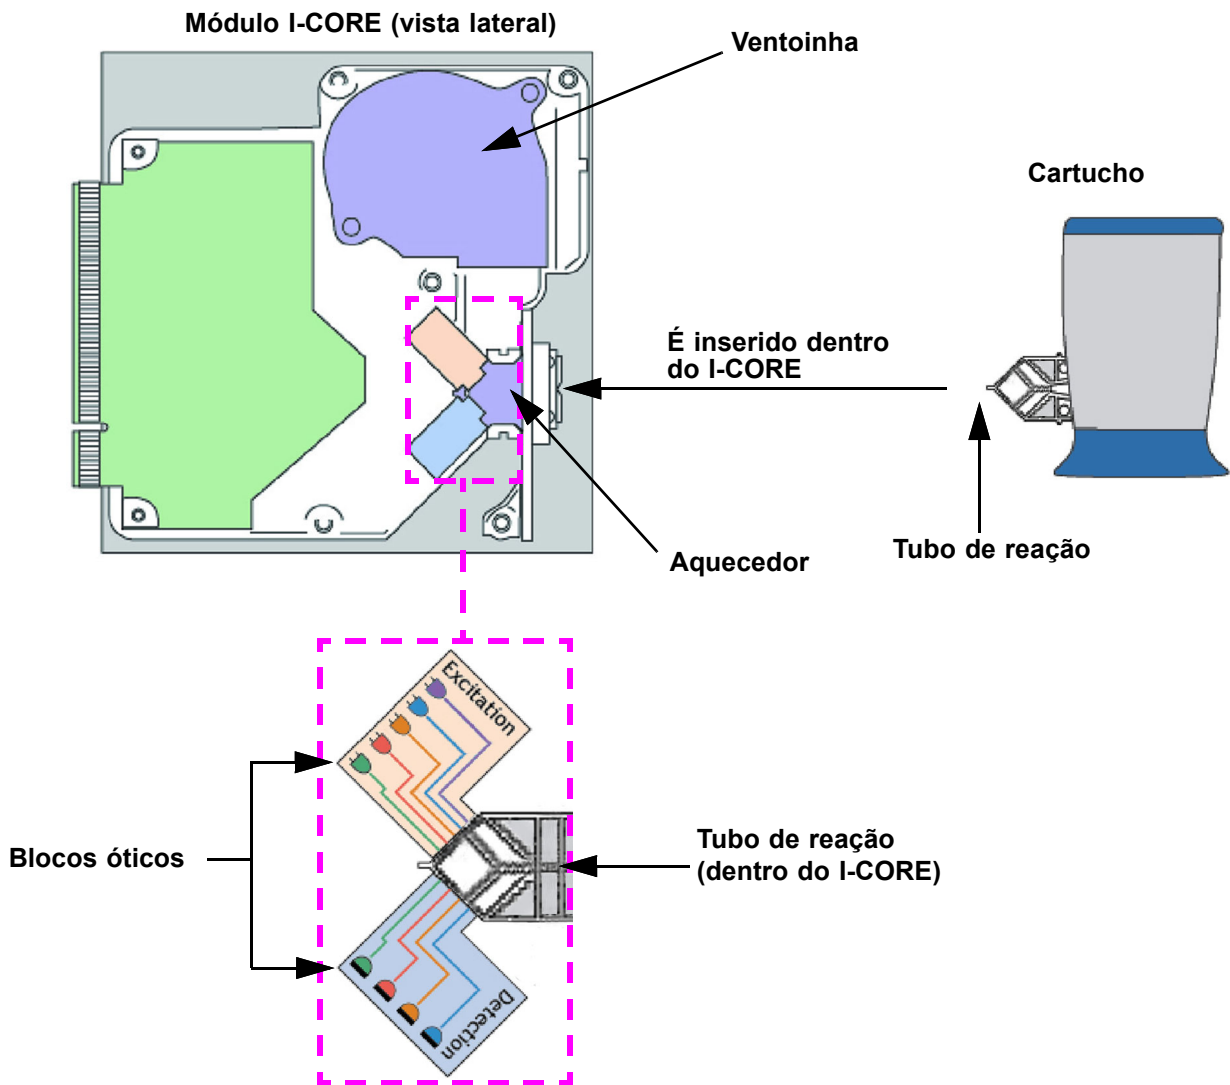 Módulo I-CORE (vista lateral)
Ventoinha
Cartucho
É inserido dentro
do I-CORE
Tubo de reação
Aquecedor
Excitation
Blocos óticos
Tubo de reação
(dentro do I-CORE)
Detection